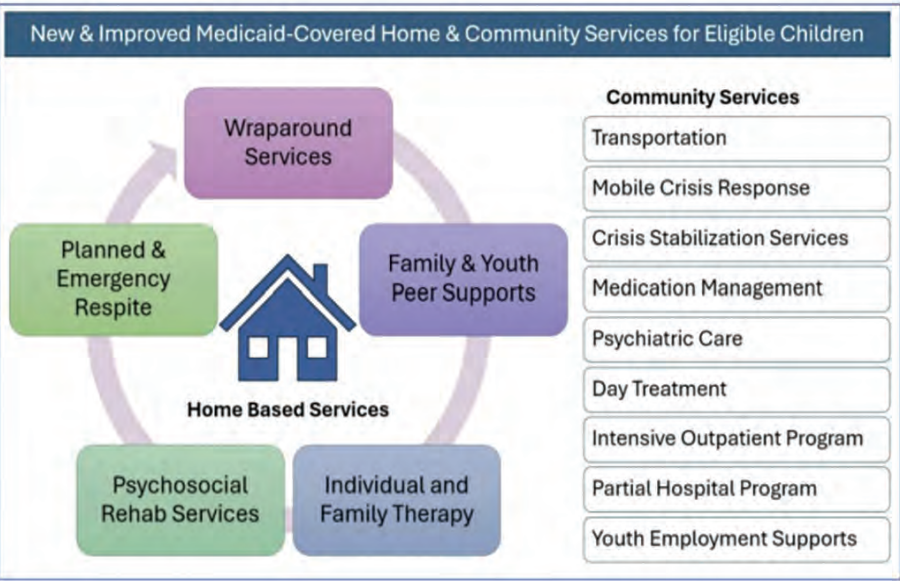 New & Improved Medicaid-Covered Home & Community Services for Eligible Children
Wraparound
Services
Family & Youth
Peer Supports
Individual and
Family Therapy
Psychosocial
Rehab Services
Planned &
Emergency
Respite
Home Based Services
Community Services
Transportation
Mobile Crisis Response
Crisis Stabilization Services
Medication Management
Psychiatric Care
Day Treatment
Intensive Outpatient Program
Partial Hospital Program
Youth Employment Supports